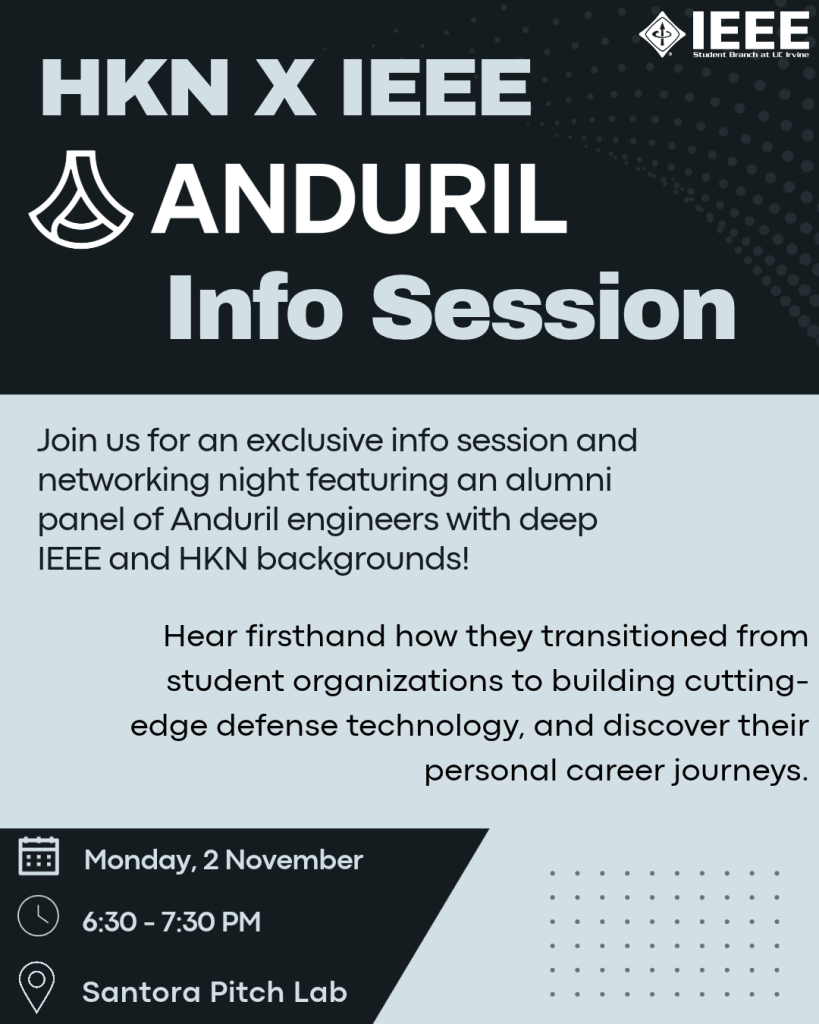 IEEE
Student Branch at UC Irvine
HKN X IEEE
ANDURIL
Info Session
Join us for an exclusive info session and
networking night featuring an alumni
panel of Anduril engineers with deep
IEEE and HKN backgrounds!
Hear firsthand how they transitioned from
student organizations to building cutting-
edge defense technology, and discover their
personal career journeys.
Monday, 2 November
6:30 - 7:30 PM
Santora Pitch Lab